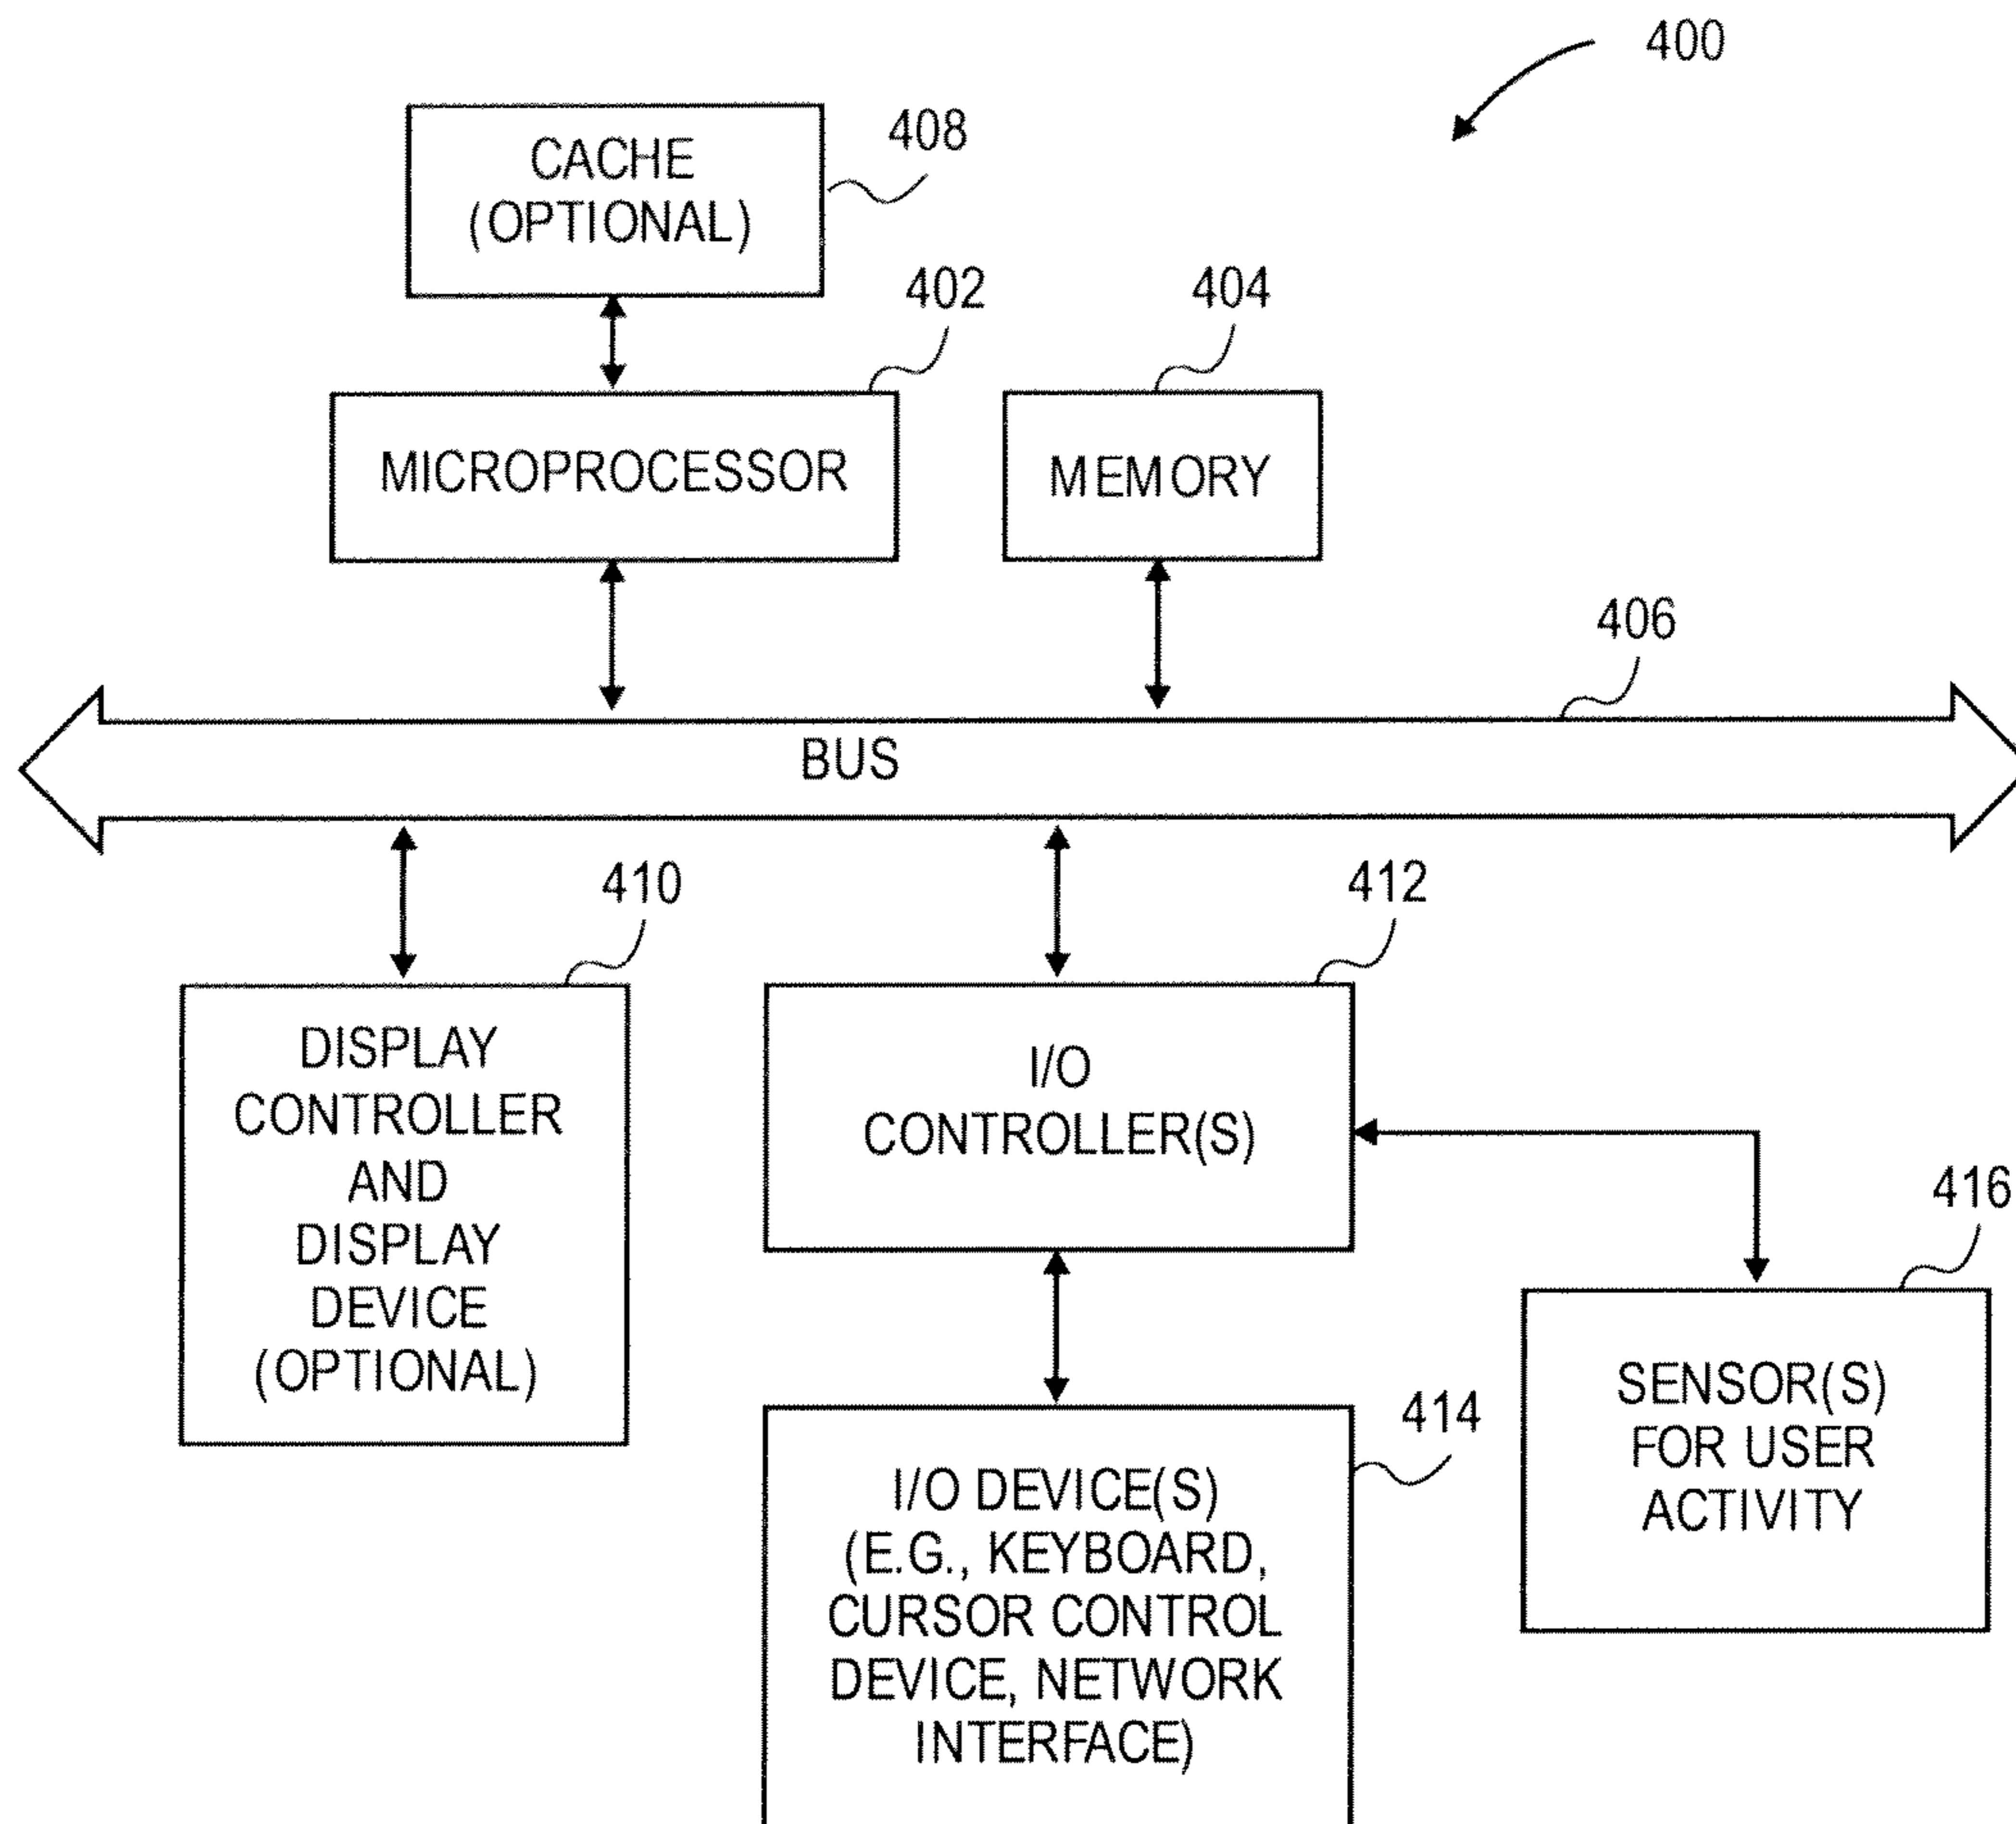 400
CACHE
(OPTIONAL)
408
402
404
MICROPROCESSOR
MEMORY
406
BUS
410
412
DISPLAY
CONTROLLER
AND
DISPLAY
DEVICE
(OPTIONAL)
I/O
CONTROLLER(S)
416
414
SENSOR(S)
FOR USER
ACTIVITY
I/O DEVICE(S)
(E.G., KEYBOARD,
CURSOR CONTROL
DEVICE, NETWORK
INTERFACE)